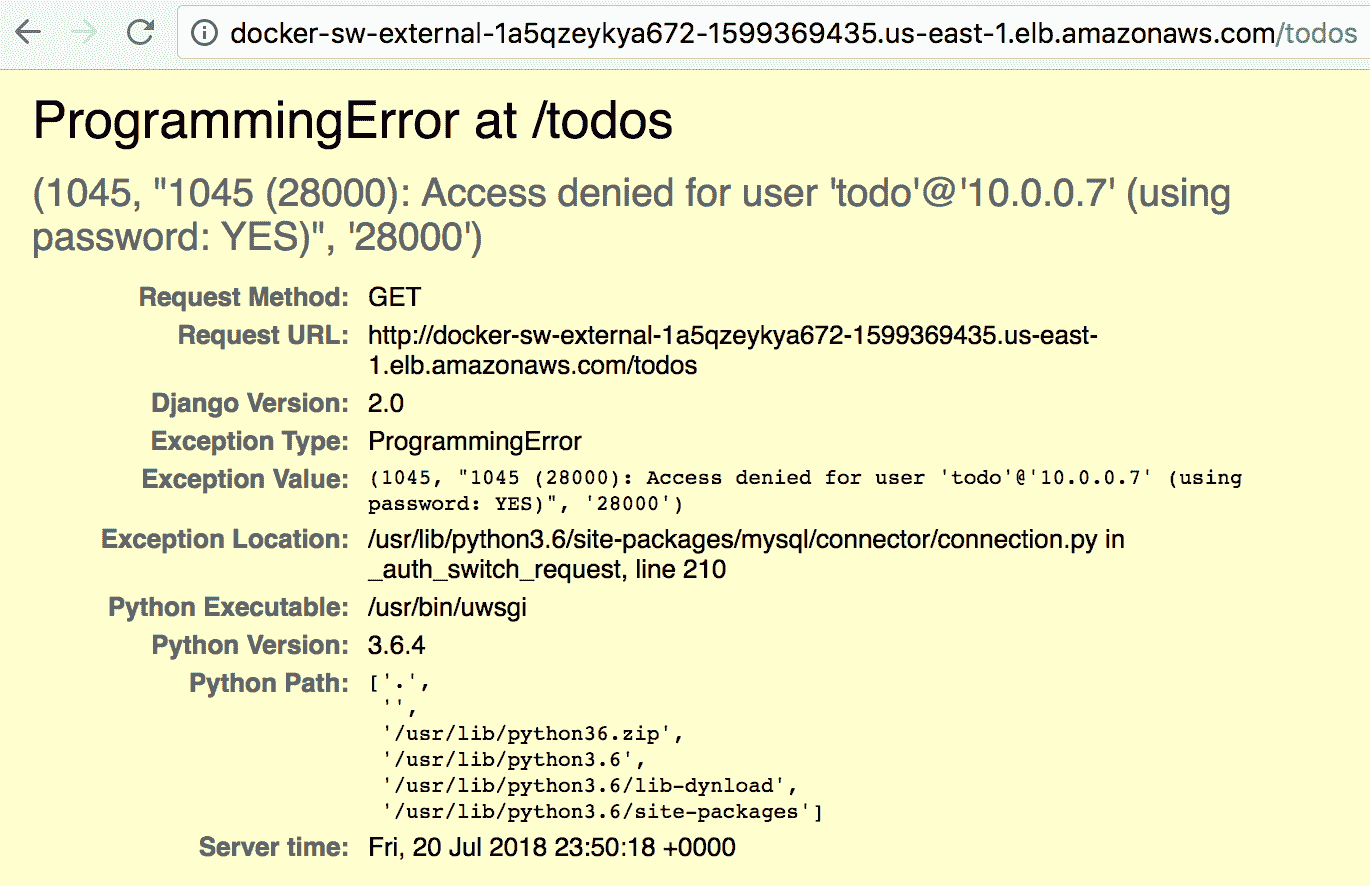 docker-sw-external-1a5qzeykya672-1599369435.us-east-1.elb.amazonaws.com/todos
ProgrammingError at /todos
(1045, "1045 (28000): Access denied for user 'todo'@'10.0.0.7' (using
password: YES)", '28000')
Request Method: GET
Request URL: http://docker-sw-external-1a5qzeykya672-1599369435.us-east-
1.elb.amazonaws.com/todos
Django Version: 2.0
Exception Type: ProgrammingError
Exception Value: (1045, "1045 (28000): Access denied for user 'todo'@'10.0.0.7' (using
password: YES)", '28000')
Exception Location: /usr/lib/python3.6/site-packages/mysql/connector/connection.py in
_auth_switch_request, line 210
Python Executable: /usr/bin/uwsgi
Python Version: 3.6.4
Python Path: ['.',
'',
'/usr/lib/python36.zip',
'/usr/lib/python3.6',
'/usr/lib/python3.6/lib-dynload',
'/usr/lib/python3.6/site-packages']
Server time: Fri, 20 Jul 2018 23:50:18 +0000